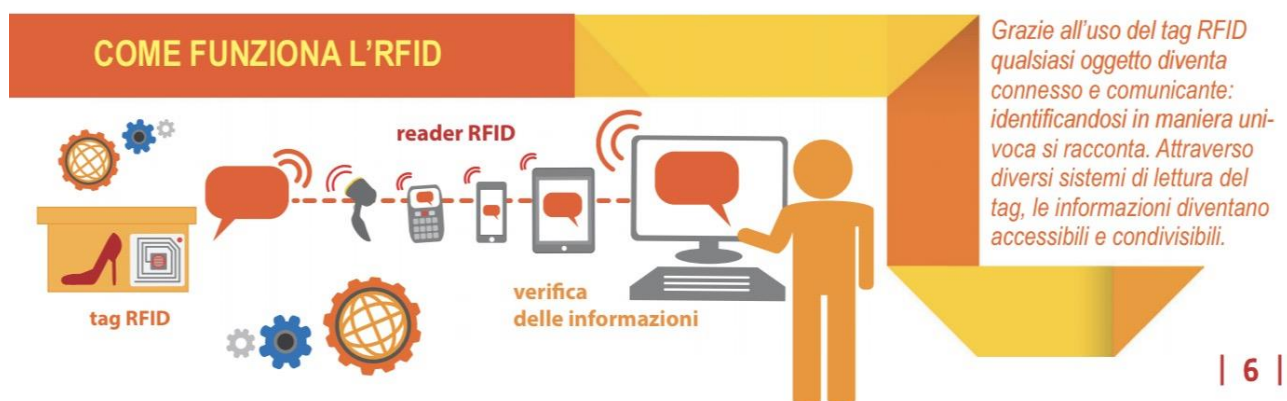 COME FUNZIONA L'RFID
reader RFID
tag RFID
verifica
delle informazioni
Grazie all'uso del tag RFID
qualsiasi oggetto diventa
connesso e comunicante:
identificandosi in maniera uni-
voca si racconta. Attraverso
diversi sistemi di lettura del
tag, le informazioni diventano
accessibili e condivisibili.
| 6 |